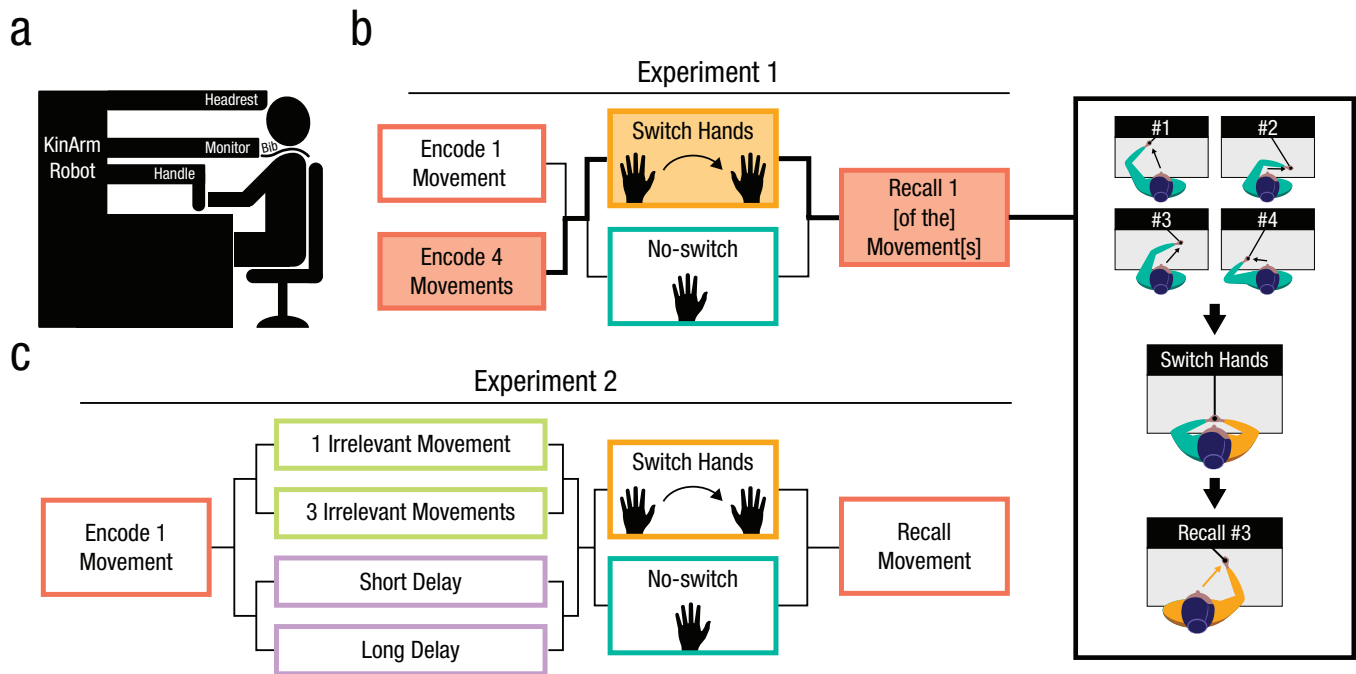 a
Headrest
KinArm
Robot
Monitor
Bib
Handle
b
Experiment 1
Encode 1
Movement
Encode 4
Movements
Switch Hands
No-switch
Recall 1
[of the]
Movement[s]
#1
#2
#3
#4
Switch Hands
Recall #3
c
Experiment 2
Encode 1
Movement
1 Irrelevant Movement
3 Irrelevant Movements
Short Delay
Long Delay
Switch Hands
No-switch
Recall
Movement